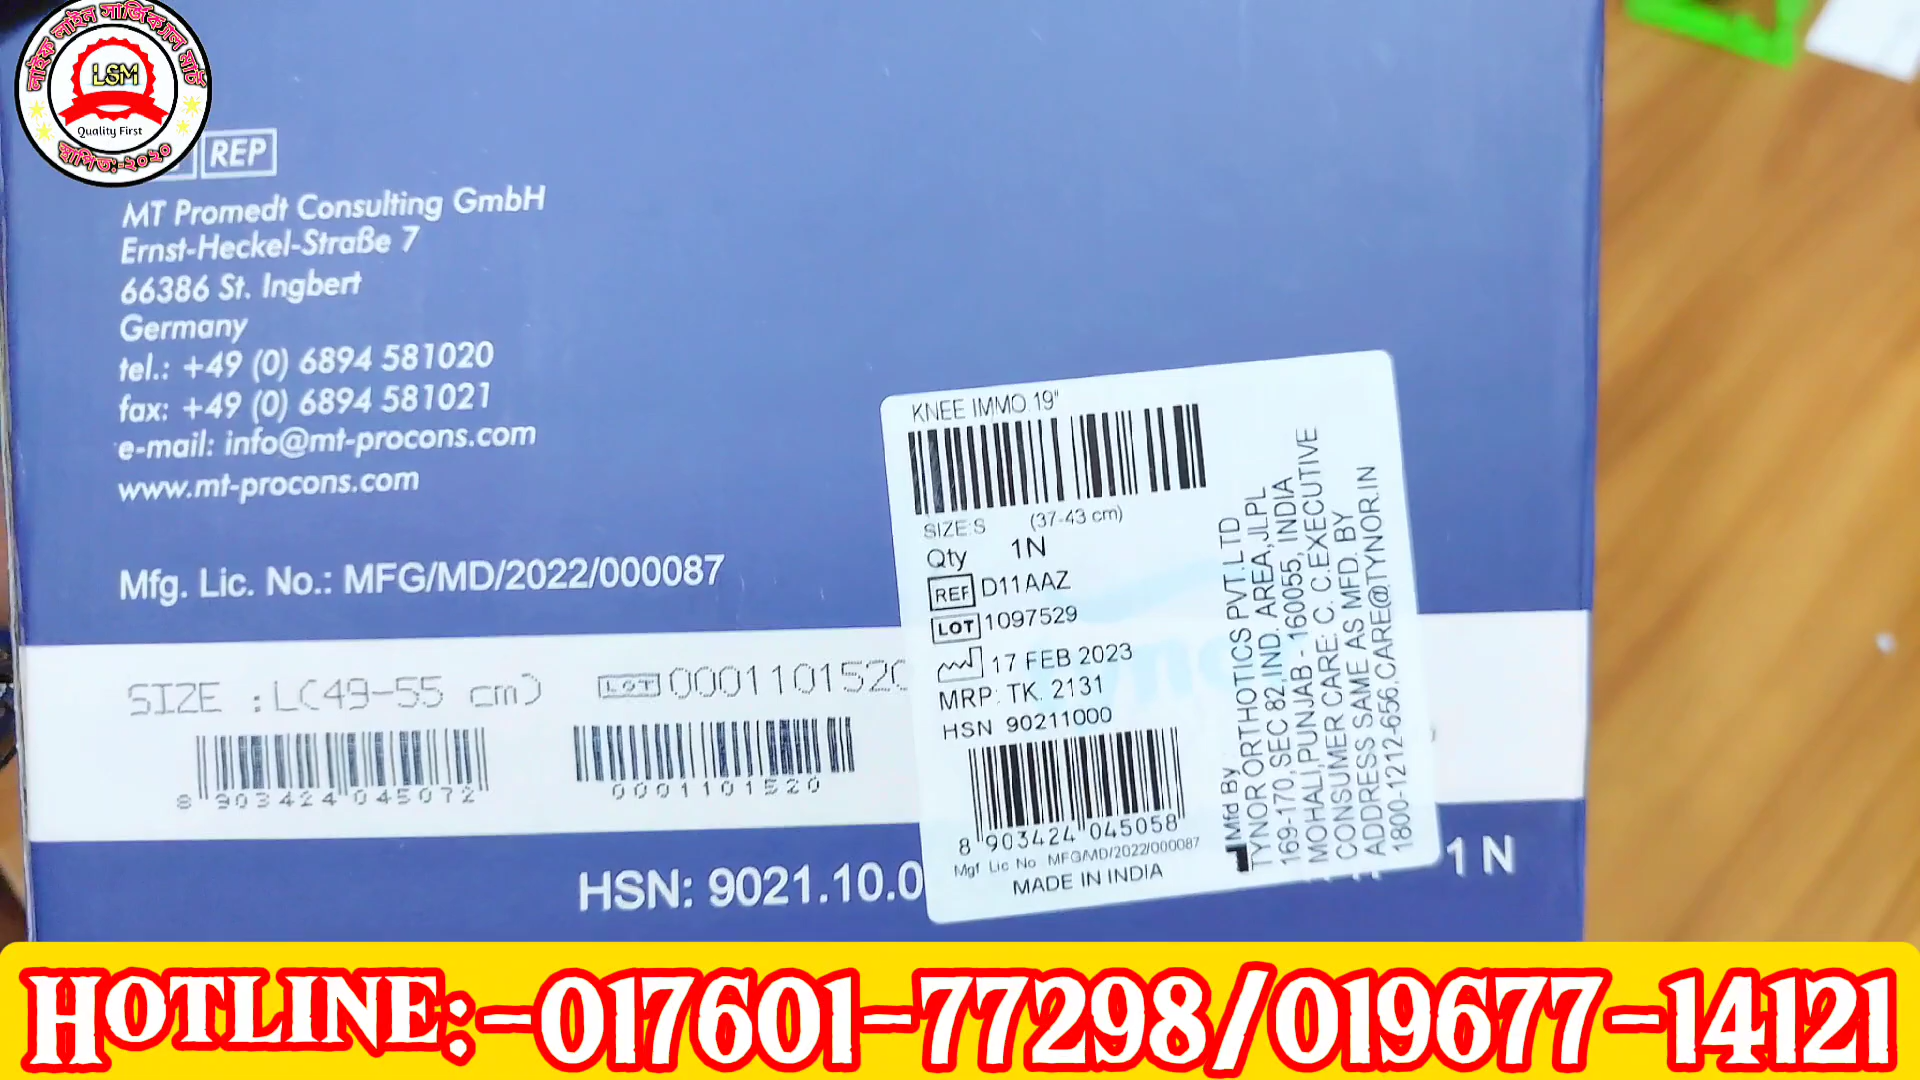 লাইফ লাইন সার্জিক্যাল মার্ট
LSM
Quality First
স্থাপিত:-২০২০
REP
MT Promedt Consulting GmbH
Ernst-Heckel-Straße 7
66386 St. Ingbert
Germany
tel.: +49 (0) 6894 581020
fax: +49 (0) 6894 581021
e-mail: info@mt-procons.com
www.mt-procons.com
Mfg. Lic. No.: MFG/MD/2022/000087
SIZE :L(49-55 cm)
LOT 0001101520
8 903424 045072
0001101520
HSN: 9021.10.0
1 N
KNEE IMMO.19"
SIZE:S (37-43 cm)
Qty 1N
REF D11AAZ
LOT 1097529
17 FEB 2023
MRP: TK. 2131
HSN 90211000
8 903424 045058
Mgf Lic No MFG/MD/2022/000087
MADE IN INDIA
Mfd By
TYNOR ORTHOTICS PVT.LTD
169-170,SEC 82,IND. AREA,JLPL
MOHALI,PUNJAB - 160055, INDIA
CONSUMER CARE: C. C.EXECUTIVE
ADDRESS SAME AS MFD. BY
1800-1212-656,CARE@TYNOR.IN
HOTLINE:-017601-77298/019677-14121